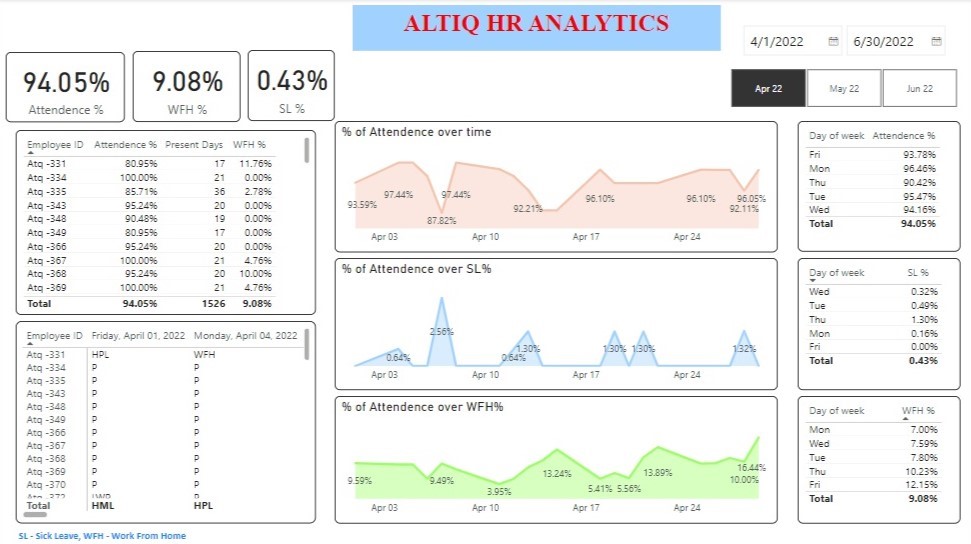 ALTIQ HR ANALYTICS
4/1/2022 6/30/2022
Apr 22 May 22 Jun 22
94.05% 9.08% 0.43%
Attendence % WFH % SL %
Employee ID Attendence % Present Days WFH %
Atq -331 80.95% 17 11.76%
Atq -334 100.00% 21 0.00%
Atq -335 85.71% 36 2.78%
Atq -343 95.24% 20 0.00%
Atq -348 90.48% 19 0.00%
Atq -349 80.95% 17 0.00%
Atq -366 95.24% 20 0.00%
Atq -367 100.00% 21 4.76%
Atq -368 95.24% 20 10.00%
Atq -369 100.00% 21 4.76%
Total 94.05% 1526 9.08%
Employee ID Friday, April 01, 2022 Monday, April 04, 2022
Atq -331 HPL WFH
Atq -334 P P
Atq -335 P P
Atq -343 P P
Atq -348 P P
Atq -349 P P
Atq -366 P P
Atq -367 P P
Atq -368 P P
Atq -369 P P
Atq -370 P P
Atq -372 LWP P
Total HML HPL
SL - Sick Leave, WFH - Work From Home
% of Attendence over time
93.59% 97.44% 87.82% 97.44% 92.21% 96.10% 96.10% 92.11% 96.05%
Apr 03 Apr 10 Apr 17 Apr 24
% of Attendence over SL%
0.64% 2.56% 0.64% 1.30% 1.30% 1.30% 1.32%
Apr 03 Apr 10 Apr 17 Apr 24
% of Attendence over WFH%
9.59% 9.49% 3.95% 13.24% 5.41% 5.56% 13.89% 10.00% 16.44%
Apr 03 Apr 10 Apr 17 Apr 24
Day of week Attendence %
Fri 93.78%
Mon 96.46%
Thu 90.42%
Tue 95.47%
Wed 94.16%
Total 94.05%
Day of week SL %
Wed 0.32%
Tue 0.49%
Thu 1.30%
Mon 0.16%
Fri 0.00%
Total 0.43%
Day of week WFH %
Mon 7.00%
Wed 7.59%
Tue 7.80%
Thu 10.23%
Fri 12.15%
Total 9.08%